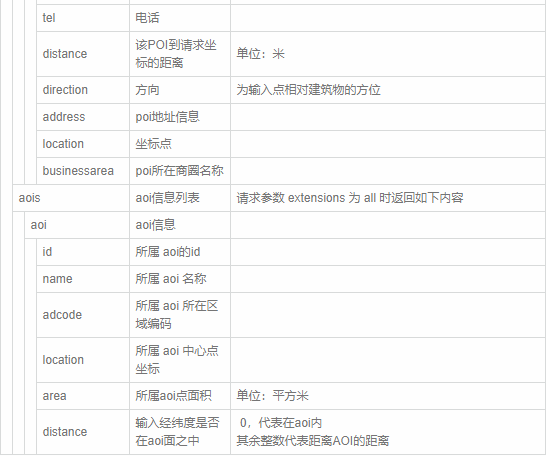 tel 电话
distance 该POI到请求坐 单位：米
标的距离
direction 方向 为输入点相对建筑物的方位
address poi地址信息
location 坐标点
businessarea poi所在商圈名称
aois aoi信息列表 请求参数 extensions 为 all 时返回如下内容
aoi aoi信息
id 所属 aoi的id
name 所属 aoi 名称
adcode 所属 aoi 所在区
域编码
location 所属 aoi 中心点
坐标
area 所属aoi点面积 单位：平方米
distance 输入经纬度是否 0，代表在aoi内
在aoi面之中 其余整数代表距离AOI的距离